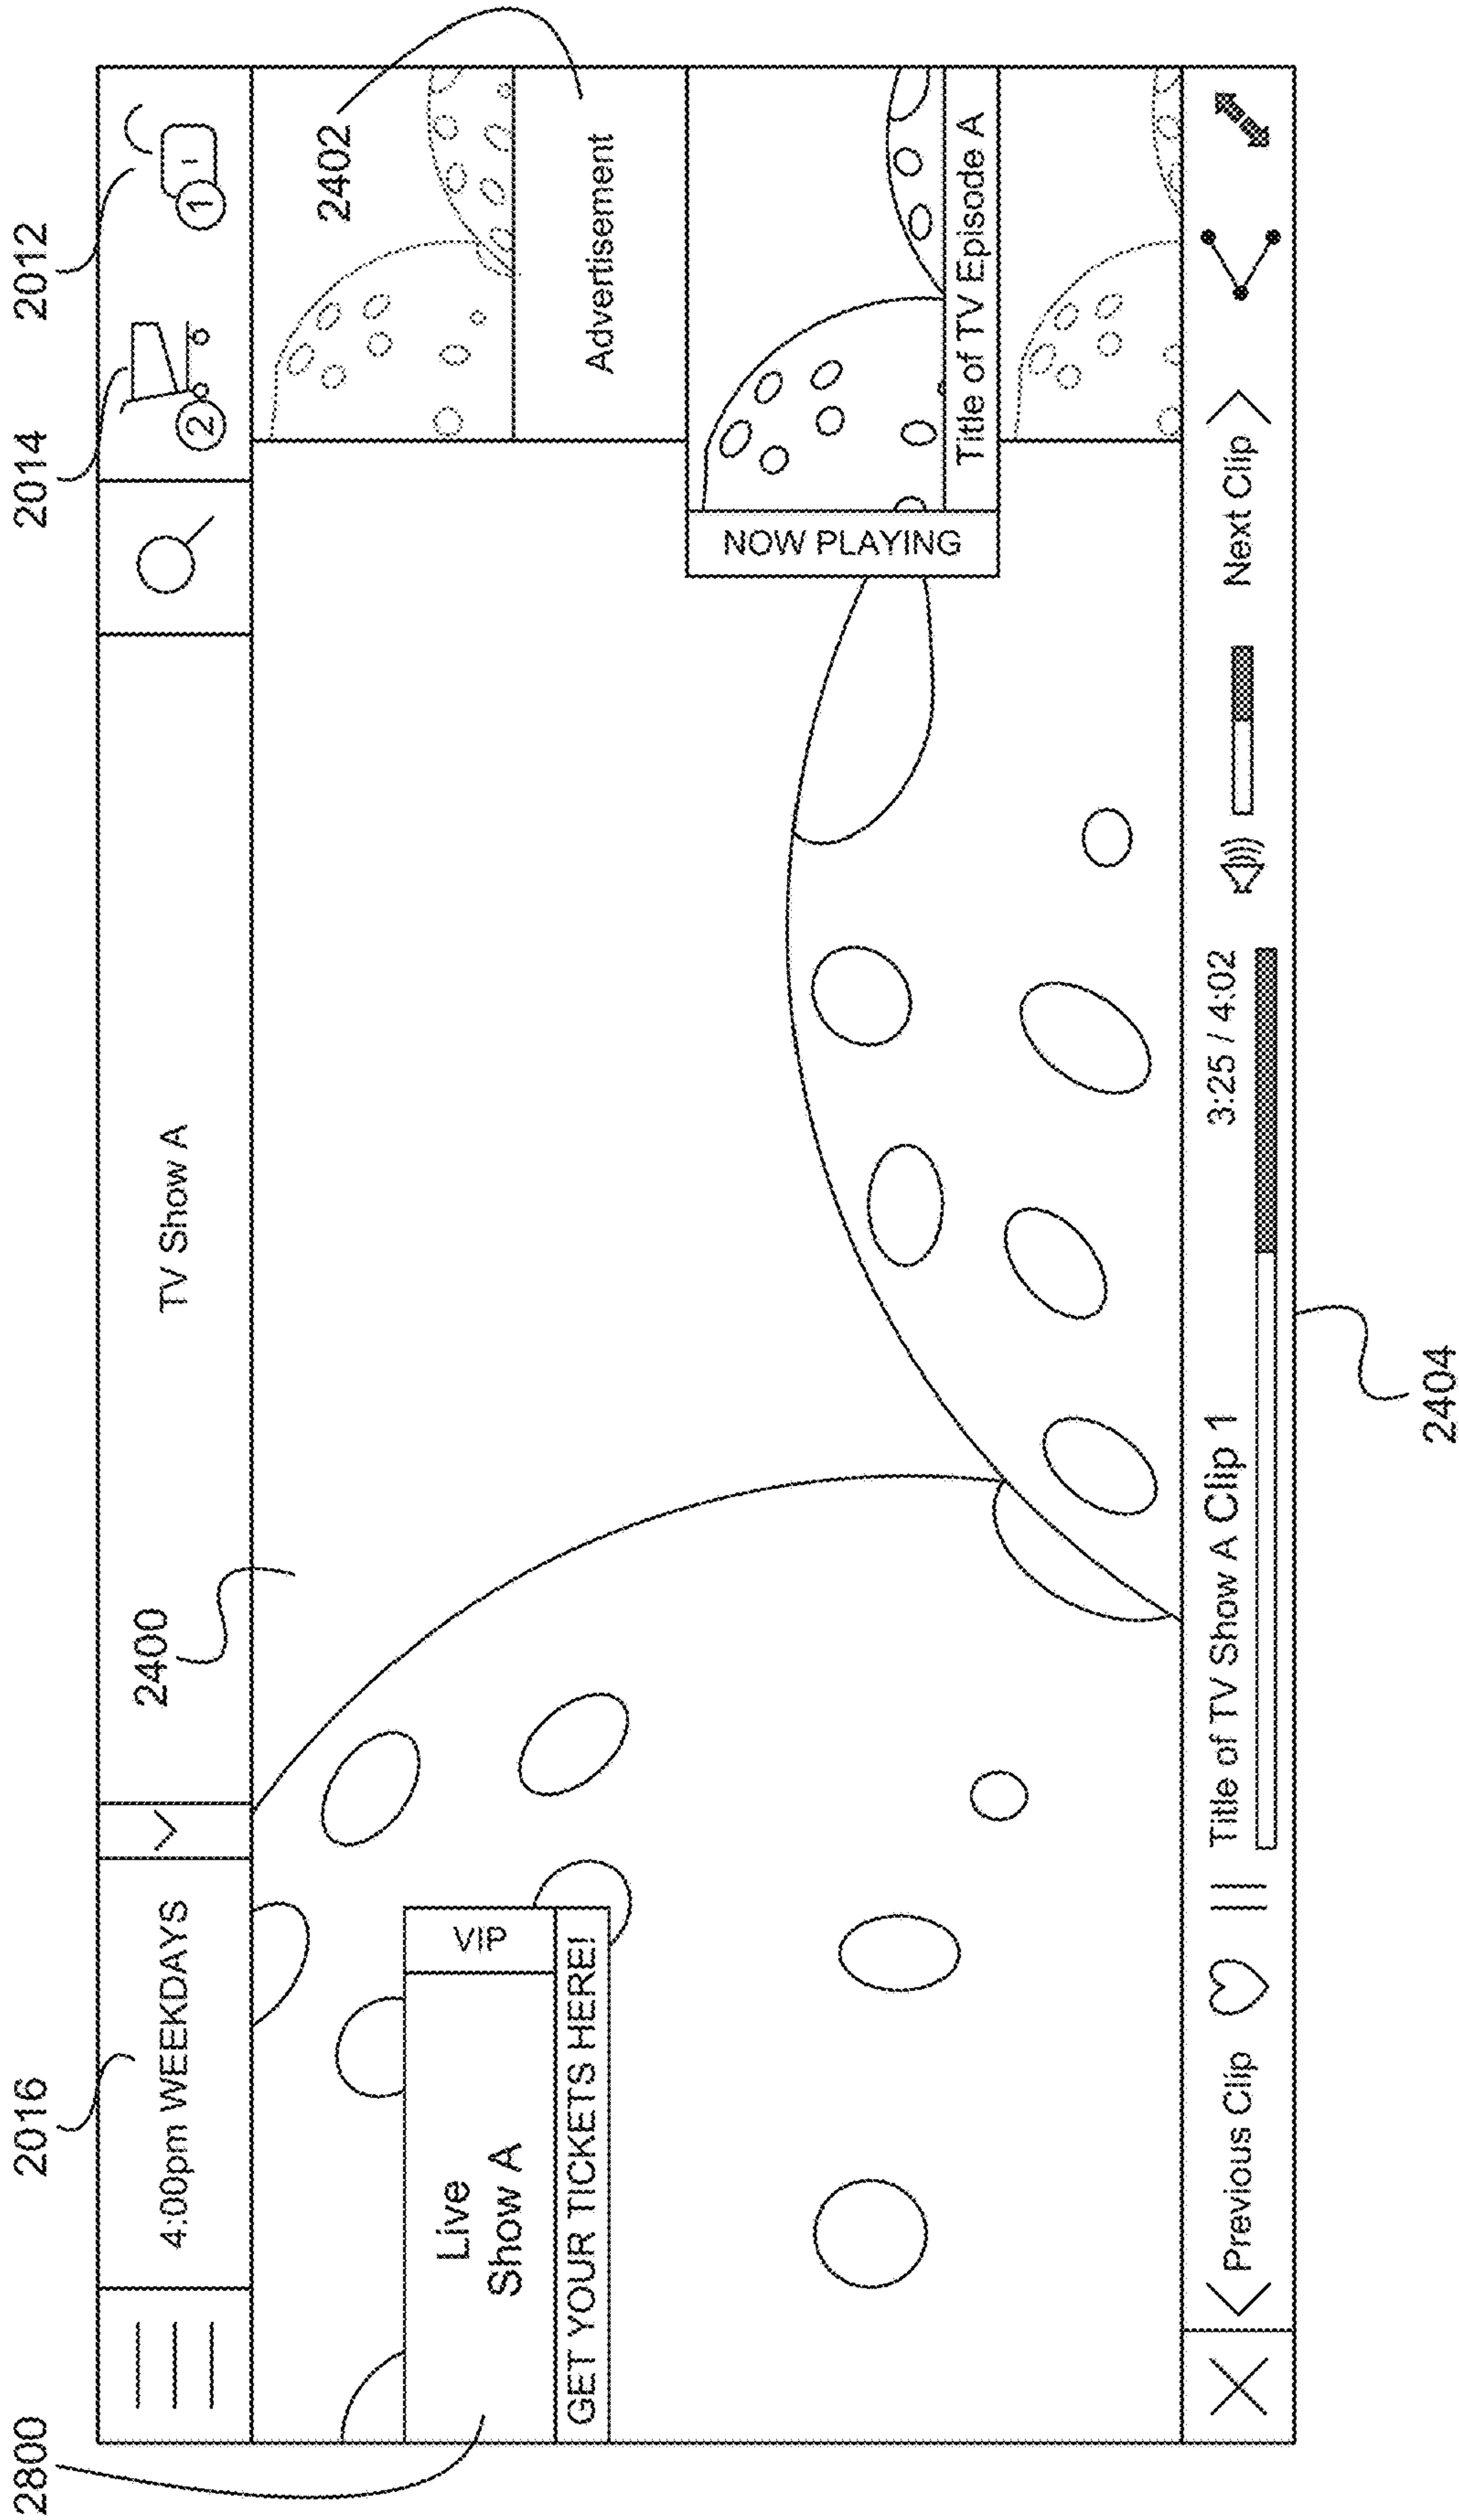 2800
2016
2014
2012
4:00pm WEEKDAYS
2400
TV Show A
2
1
2402
Live
Show A
VIP
GET YOUR TICKETS HERE!
Advertisement
NOW PLAYING
Title of TV Episode A
Previous Clip
Title of TV Show A Clip 1
3:25 / 4:02
Next Clip
2404